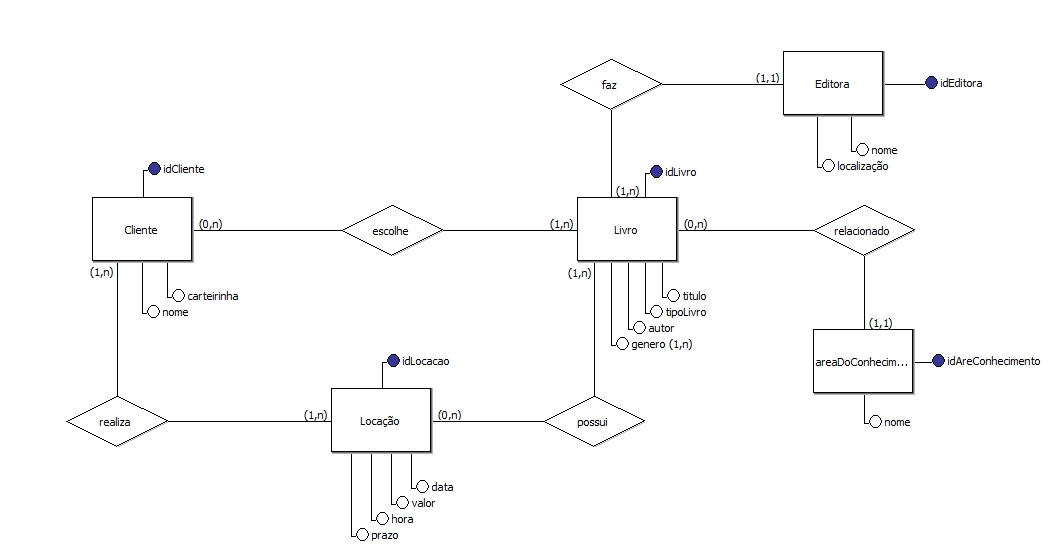 faz
(1,1)
Editora
idEditora
nome
localização
idCliente
idLivro
(1,n)
Cliente
(0,n)
escolhe
(1,n)
Livro
(0,n)
relacionado
(1,n)
(1,n)
carteirinha
nome
titulo
tipoLivro
autor
genero (1,n)
(1,1)
areaDoConhecim...
idAreConhecimento
nome
idLocacao
realiza
(1,n)
Locação
(0,n)
possui
data
valor
hora
prazo